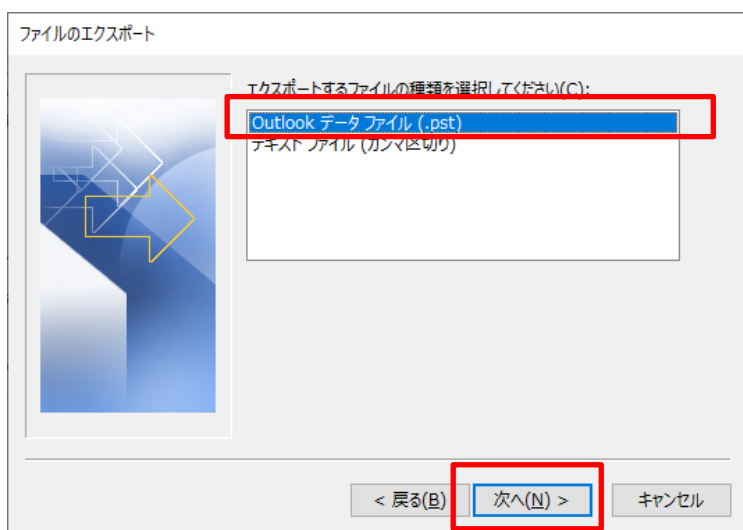 ファイルのエクスポート
エクスポートするファイルの種類を選択してください(C):
Outlook データ ファイル (.pst)
テキスト ファイル (カンマ区切り)
< 戻る(B)
次へ(N) >
キャンセル